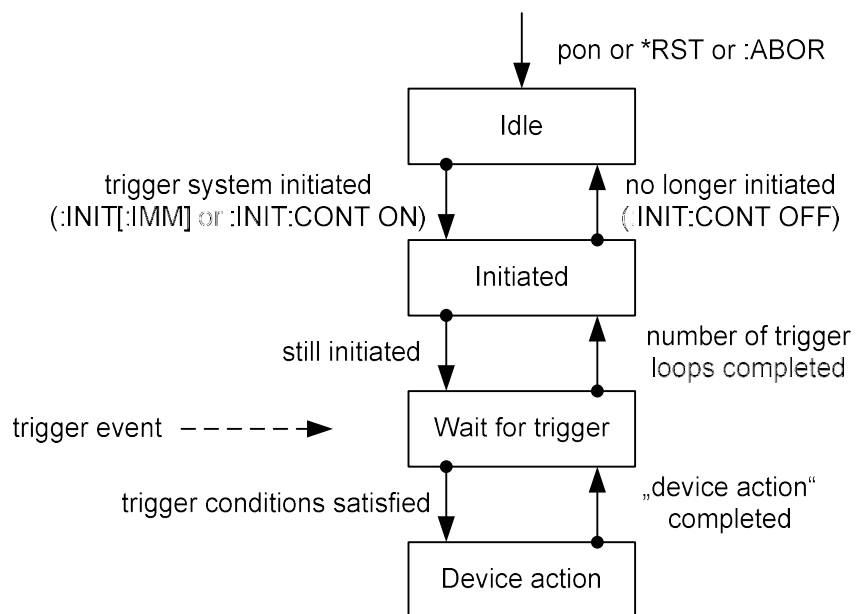 pon or *RST or :ABOR
Idle
trigger system initiated
(:INIT[:IMM] or :INIT:CONT ON)
no longer initiated
(:INIT:CONT OFF)
Initiated
still initiated
number of trigger
loops completed
trigger event
Wait for trigger
trigger conditions satisfied
„device action“
completed
Device action